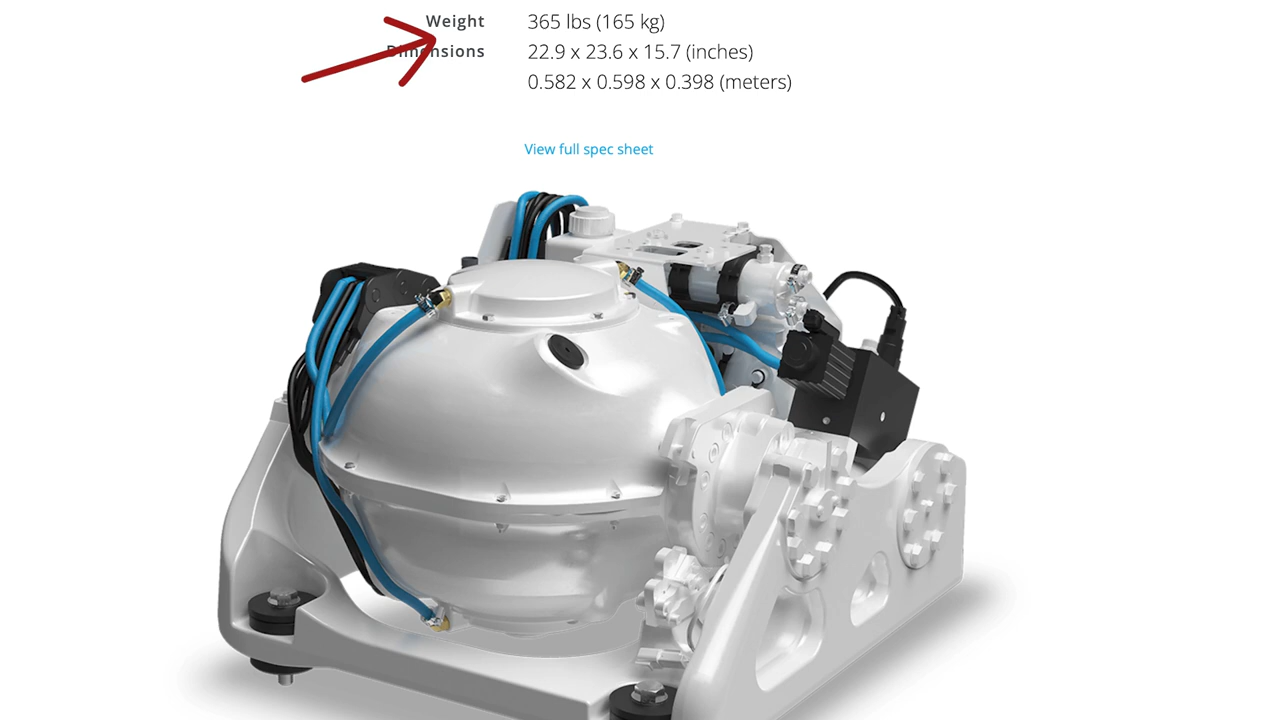 Weight 365 lbs (165 kg)
Dimensions 22.9 x 23.6 x 15.7 (inches)
0.582 x 0.598 x 0.398 (meters)
View full spec sheet